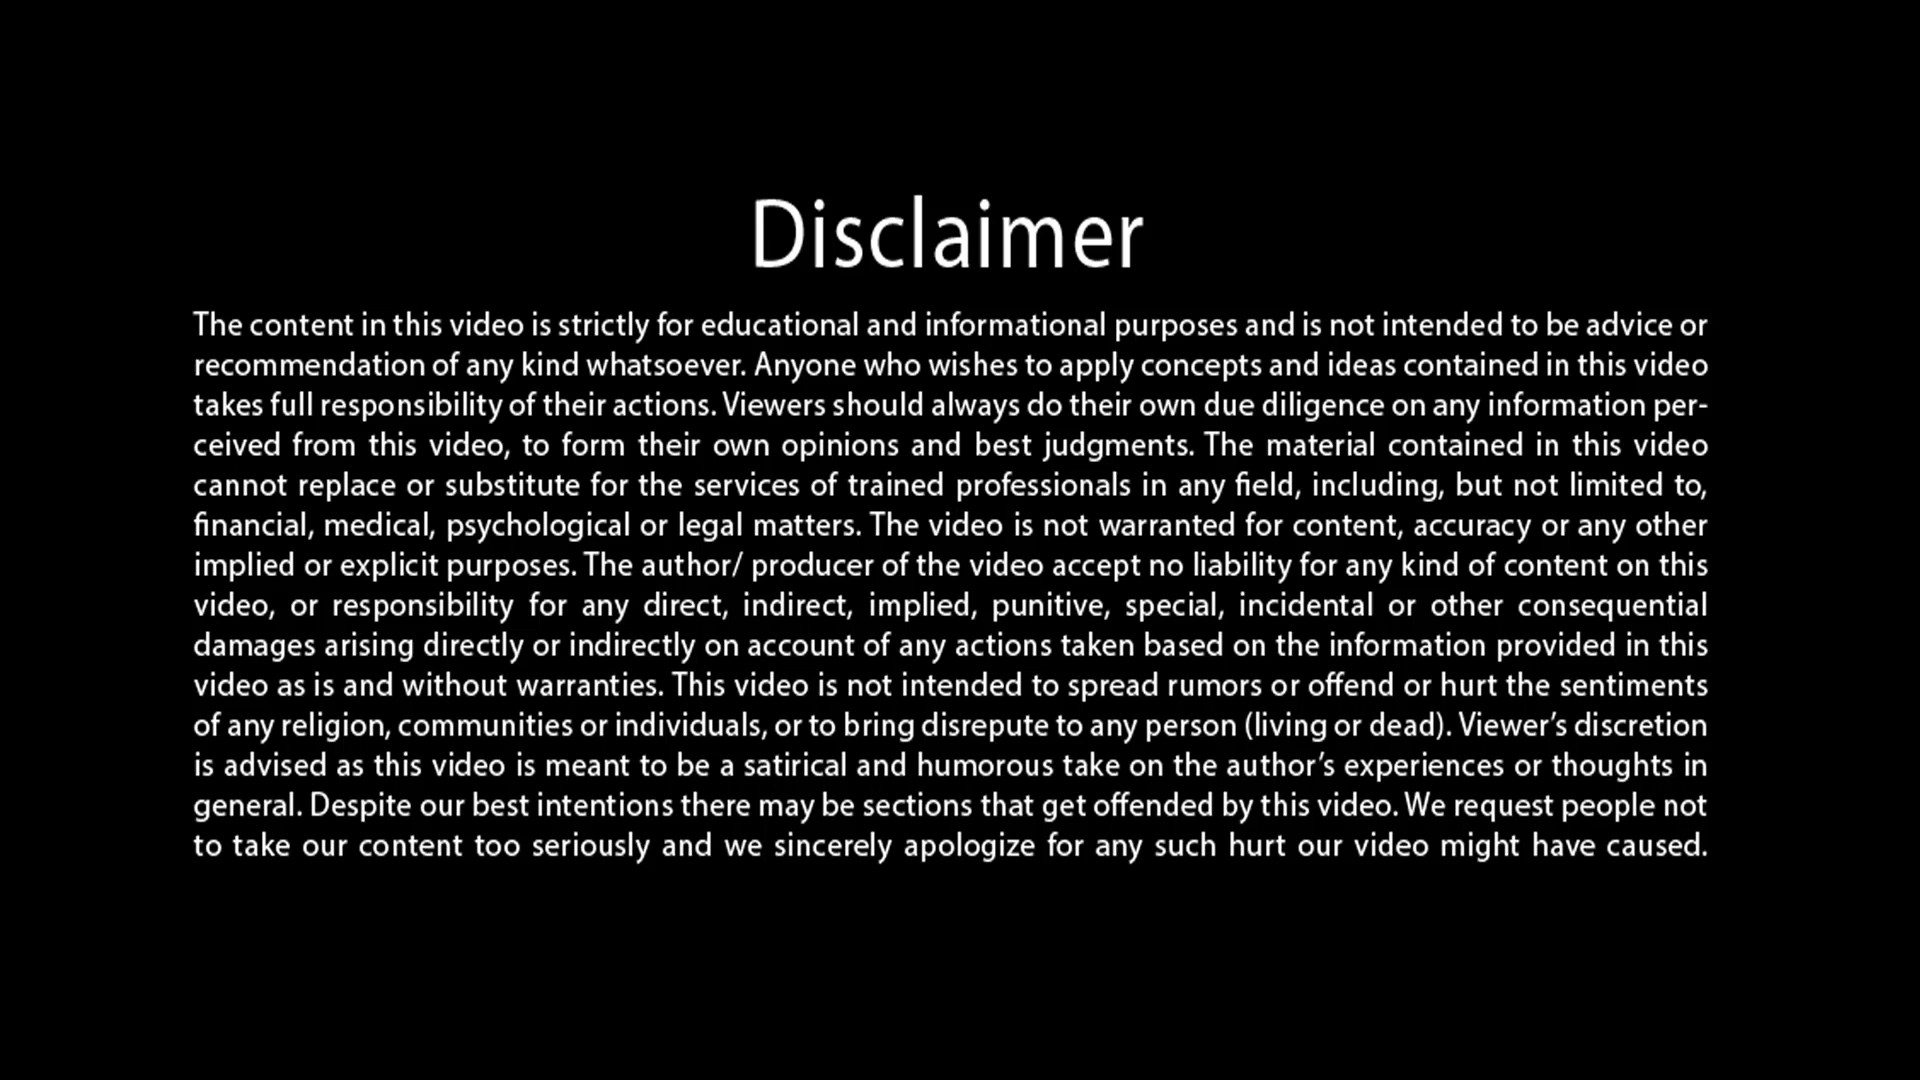 Disclaimer
The content in this video is strictly for educational and informational purposes and is not intended to be advice or
recommendation of any kind whatsoever. Anyone who wishes to apply concepts and ideas contained in this video
takes full responsibility of their actions. Viewers should always do their own due diligence on any information per-
ceived from this video, to form their own opinions and best judgments. The material contained in this video
cannot replace or substitute for the services of trained professionals in any field, including, but not limited to,
financial, medical, psychological or legal matters. The video is not warranted for content, accuracy or any other
implied or explicit purposes. The author/ producer of the video accept no liability for any kind of content on this
video, or responsibility for any direct, indirect, implied, punitive, special, incidental or other consequential
damages arising directly or indirectly on account of any actions taken based on the information provided in this
video as is and without warranties. This video is not intended to spread rumors or offend or hurt the sentiments
of any religion, communities or individuals, or to bring disrepute to any person (living or dead). Viewer’s discretion
is advised as this video is meant to be a satirical and humorous take on the author’s experiences or thoughts in
general. Despite our best intentions there may be sections that get offended by this video. We request people not
to take our content too seriously and we sincerely apologize for any such hurt our video might have caused.